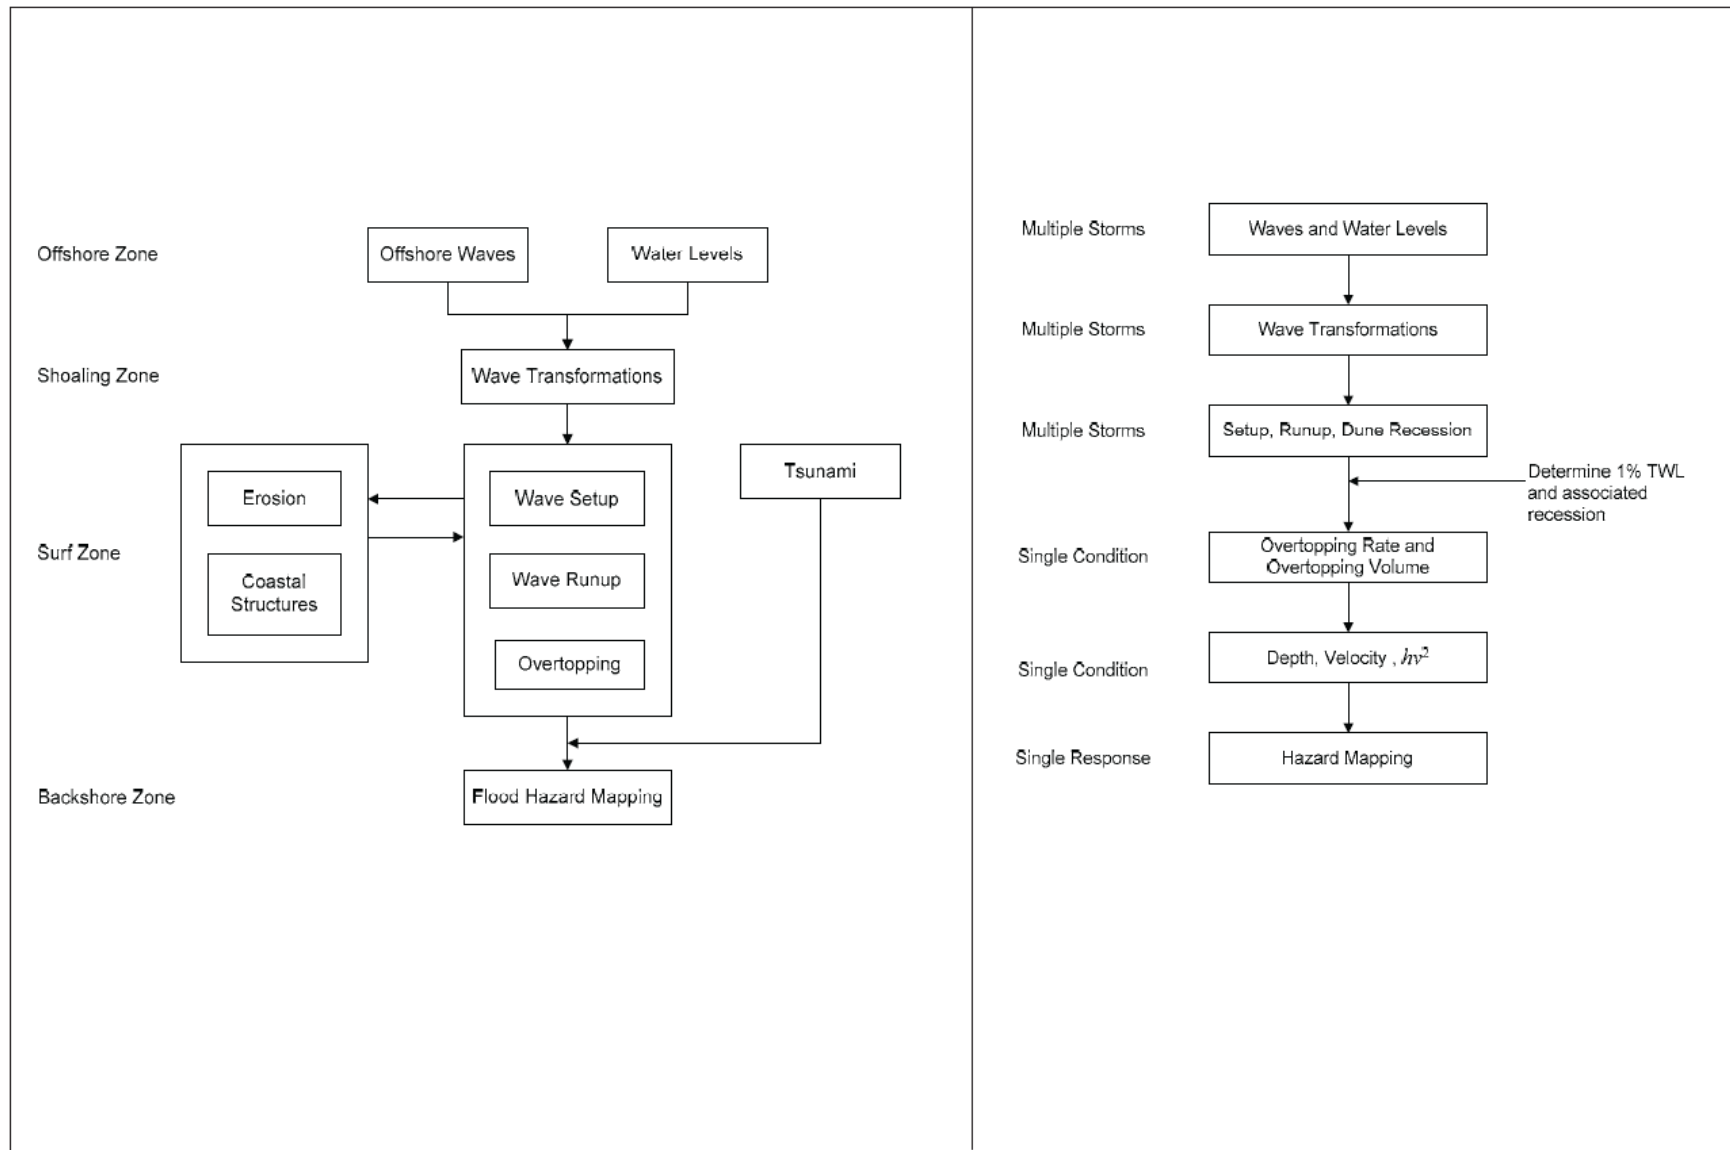 Offshore Zone
Offshore Waves
Water Levels
Shoaling Zone
Wave Transformations
Surf Zone
Erosion
Coastal
Structures
Wave Setup
Wave Runup
Overtopping
Tsunami
Backshore Zone
Flood Hazard Mapping
Multiple Storms
Waves and Water Levels
Multiple Storms
Wave Transformations
Multiple Storms
Setup, Runup, Dune Recession
Determine 1% TWL
and associated
recession
Single Condition
Overtopping Rate and
Overtopping Volume
Single Condition
Depth, Velocity , hv²
Single Response
Hazard Mapping